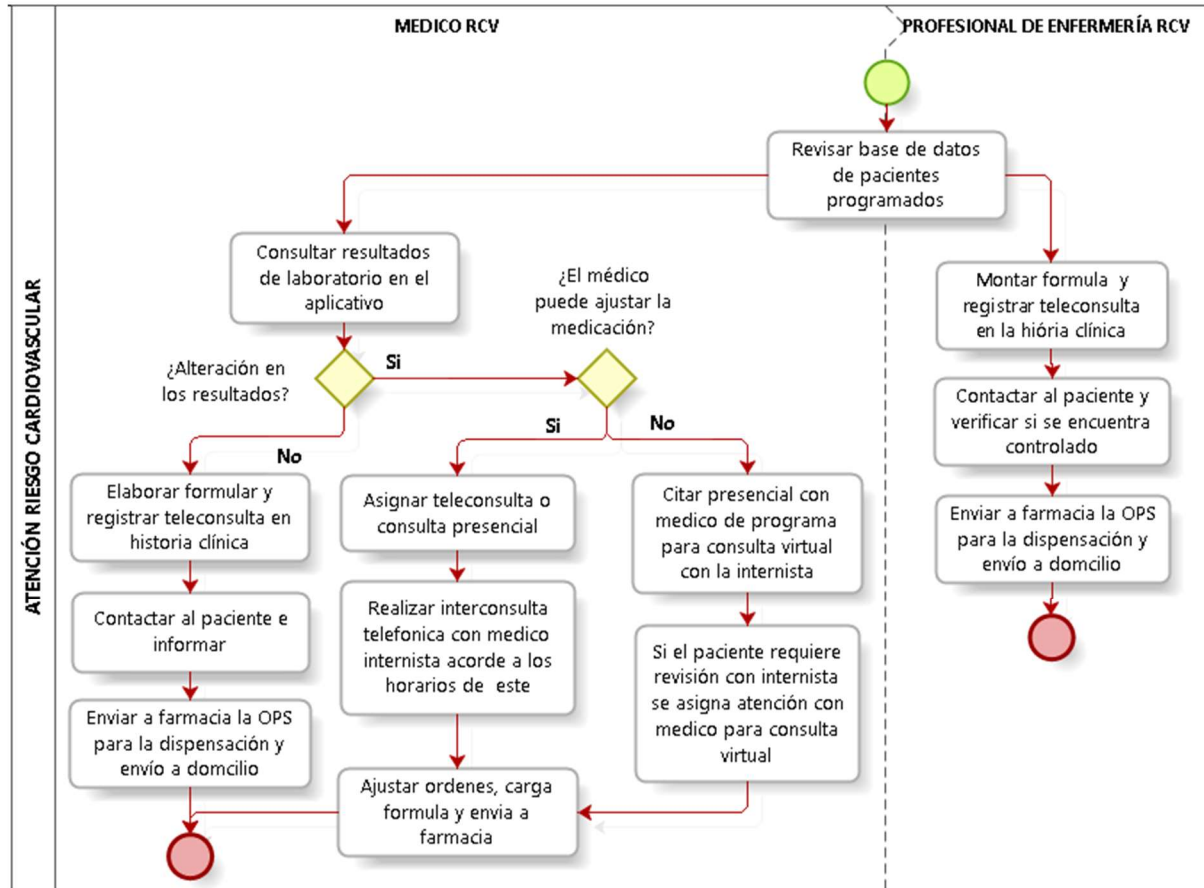 MEDICO RCV
PROFESIONAL DE ENFERMERÍA RCV
ATENCIÓN RIESGO CARDIOVASCULAR
Revisar base de datos
de pacientes
programados
Consultar resultados
de laboratorio en el
aplicativo
¿El médico
puede ajustar la
medicación?
¿Alteración en
los resultados?
Si
No
Si
No
Elaborar formular y
registrar teleconsulta en
historia clínica
Contactar al paciente e
informar
Enviar a farmacia la OPS
para la dispensación y
envío a domcilio
Asignar teleconsulta o
consulta presencial
Realizar interconsulta
telefonica con medico
internista acorde a los
horarios de este
Ajustar ordenes, carga
formula y envia a
farmacia
Citar presencial con
medico de programa
para consulta virtual
con la internista
Si el paciente requiere
revisión con internista
se asigna atención con
medico para consulta
virtual
Montar formula y
registrar teleconsulta
en la hióría clínica
Contactar al paciente y
verificar si se encuentra
controlado
Enviar a farmacia la OPS
para la dispensación y
envío a domcilio